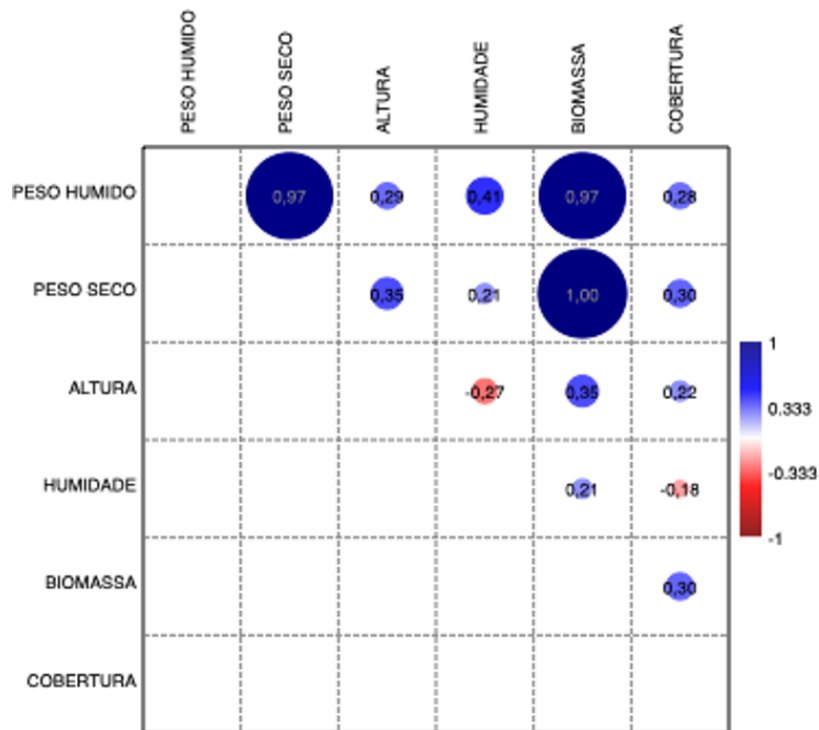 PESO HUMIDO
PESO SECO
ALTURA
HUMIDADE
BIOMASSA
COBERTURA
PESO HUMIDO 0,97 0,29 0,41 0,97 0,28
PESO SECO 0,35 0,21 1,00 0,30
ALTURA -0,27 0,35 0,22
HUMIDADE 0,21 -0,18
BIOMASSA 0,30
COBERTURA
1
0.333
-0.333
-1